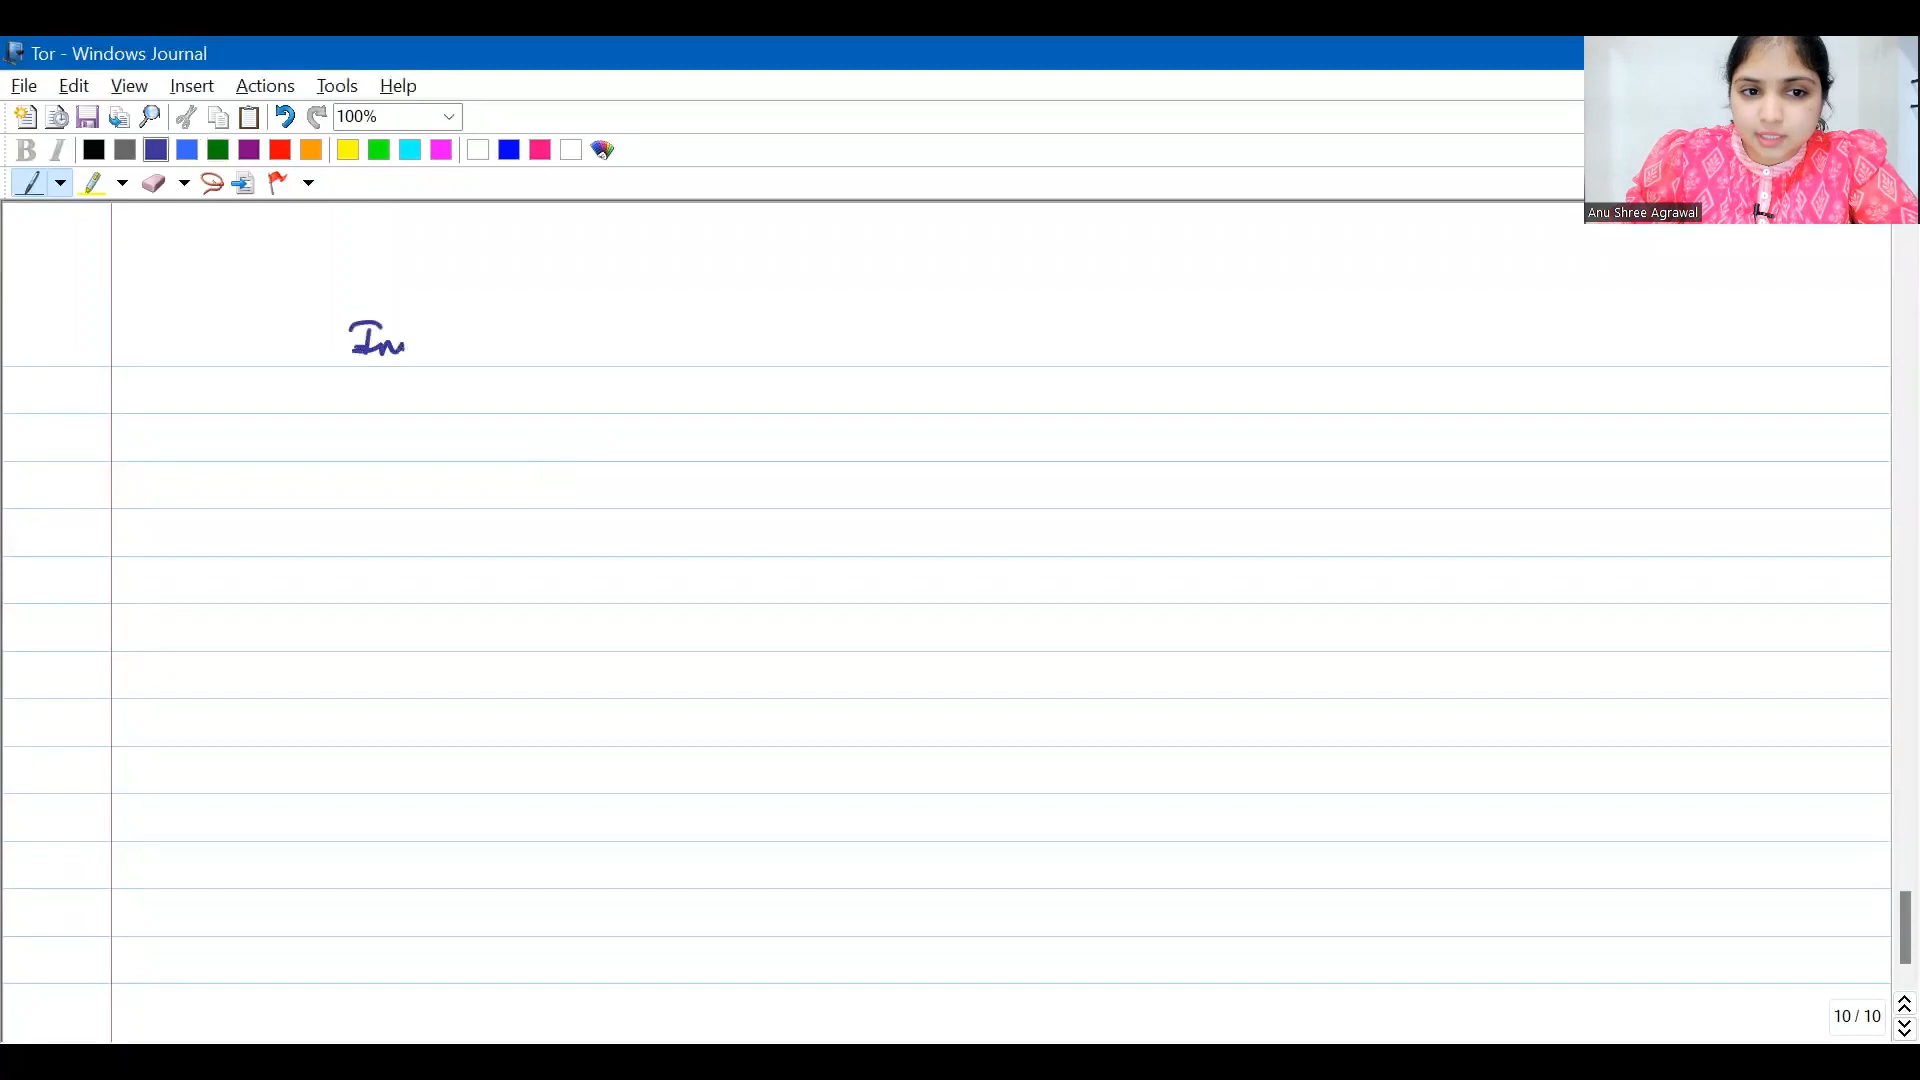 Tor - Windows Journal
File Edit View Insert Actions Tools Help
100%
B I
Anu Shree Agrawal
In
10 / 10